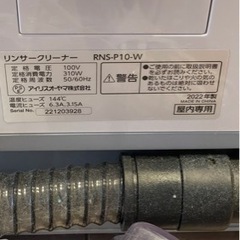 リンサークリーナー RNS-P10-W
定格電圧 100V
定格消費電力 310W
定格周波数 50/60Hz
アイリスオーヤマ株式会社
温度ヒューズ 144℃
電流ヒューズ 6.3A,3.15A
Serial No. 221203928
警告
2022年製
MADE IN CHINA
屋内専用